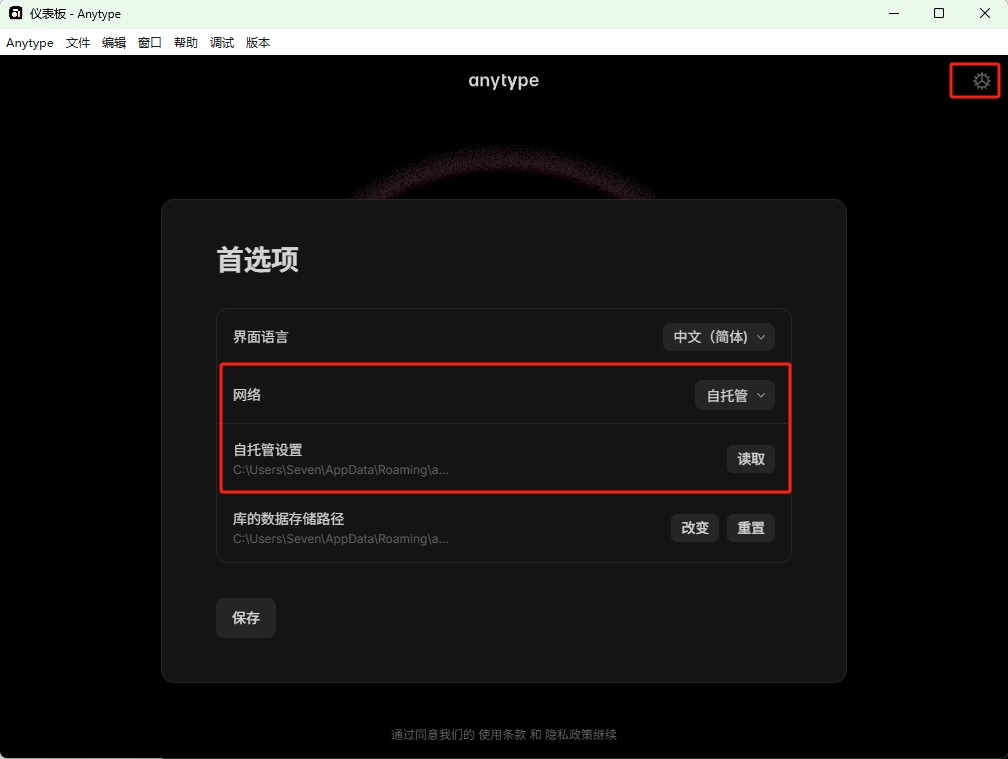 仪表板 - Anytype
Anytype 文件 编辑 窗口 帮助 调试 版本
anytype
首选项
界面语言 中文（简体)
网络 自托管
自托管设置
C:\Users\Seven\AppData\Roaming\a...
读取
库的数据存储路径
C:\Users\Seven\AppData\Roaming\a...
改变 重置
保存
通过同意我们的 使用条款 和 隐私政策继续